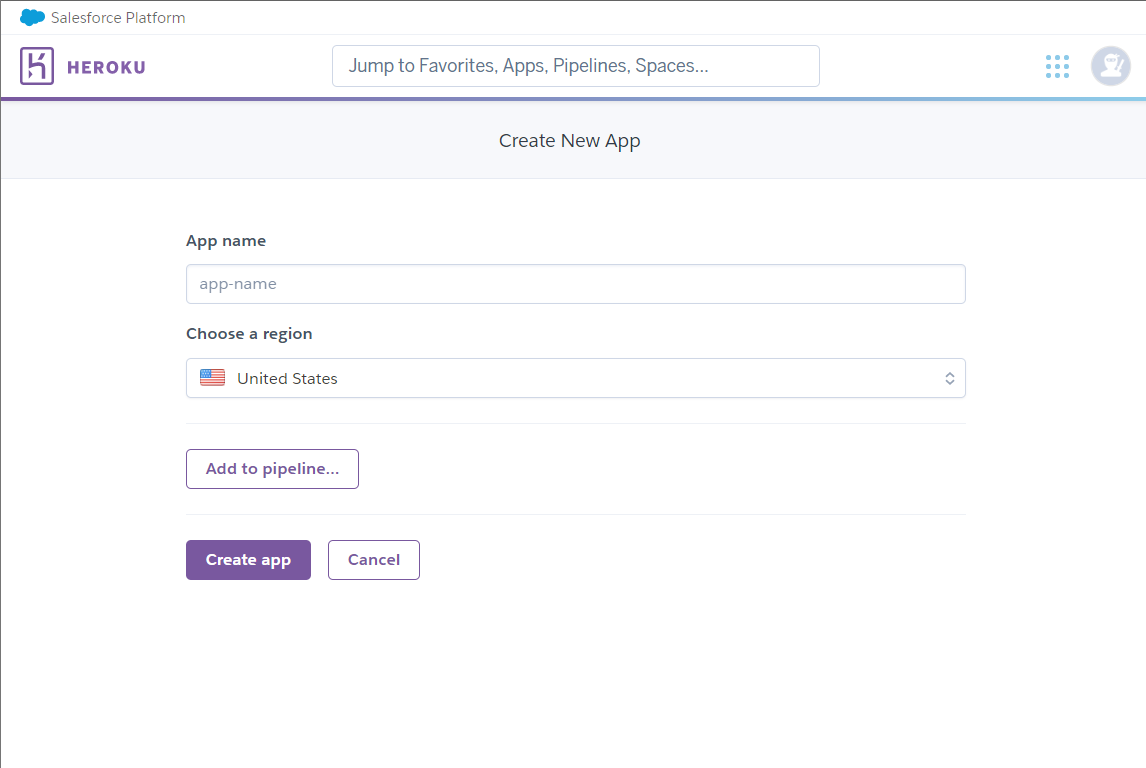 Salesforce Platform
HEROKU
Jump to Favorites, Apps, Pipelines, Spaces...
Create New App
App name
app-name
Choose a region
United States
Add to pipeline...
Create app
Cancel